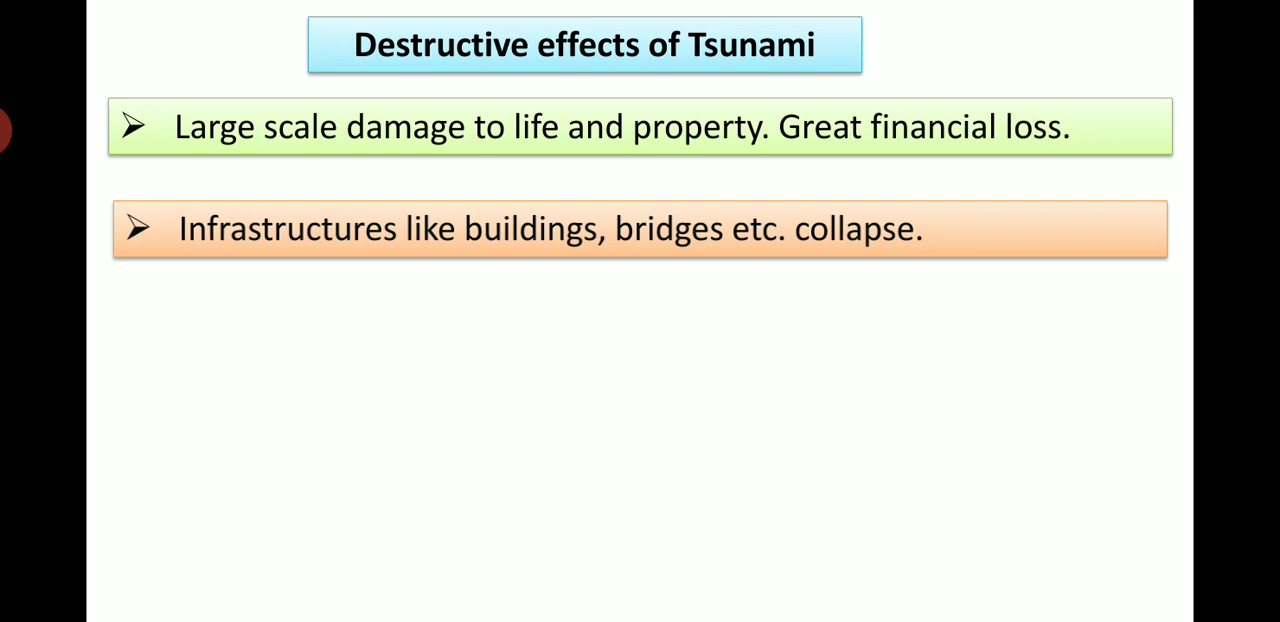 Destructive effects of Tsunami
➢ Large scale damage to life and property. Great financial loss.
➢ Infrastructures like buildings, bridges etc. collapse.